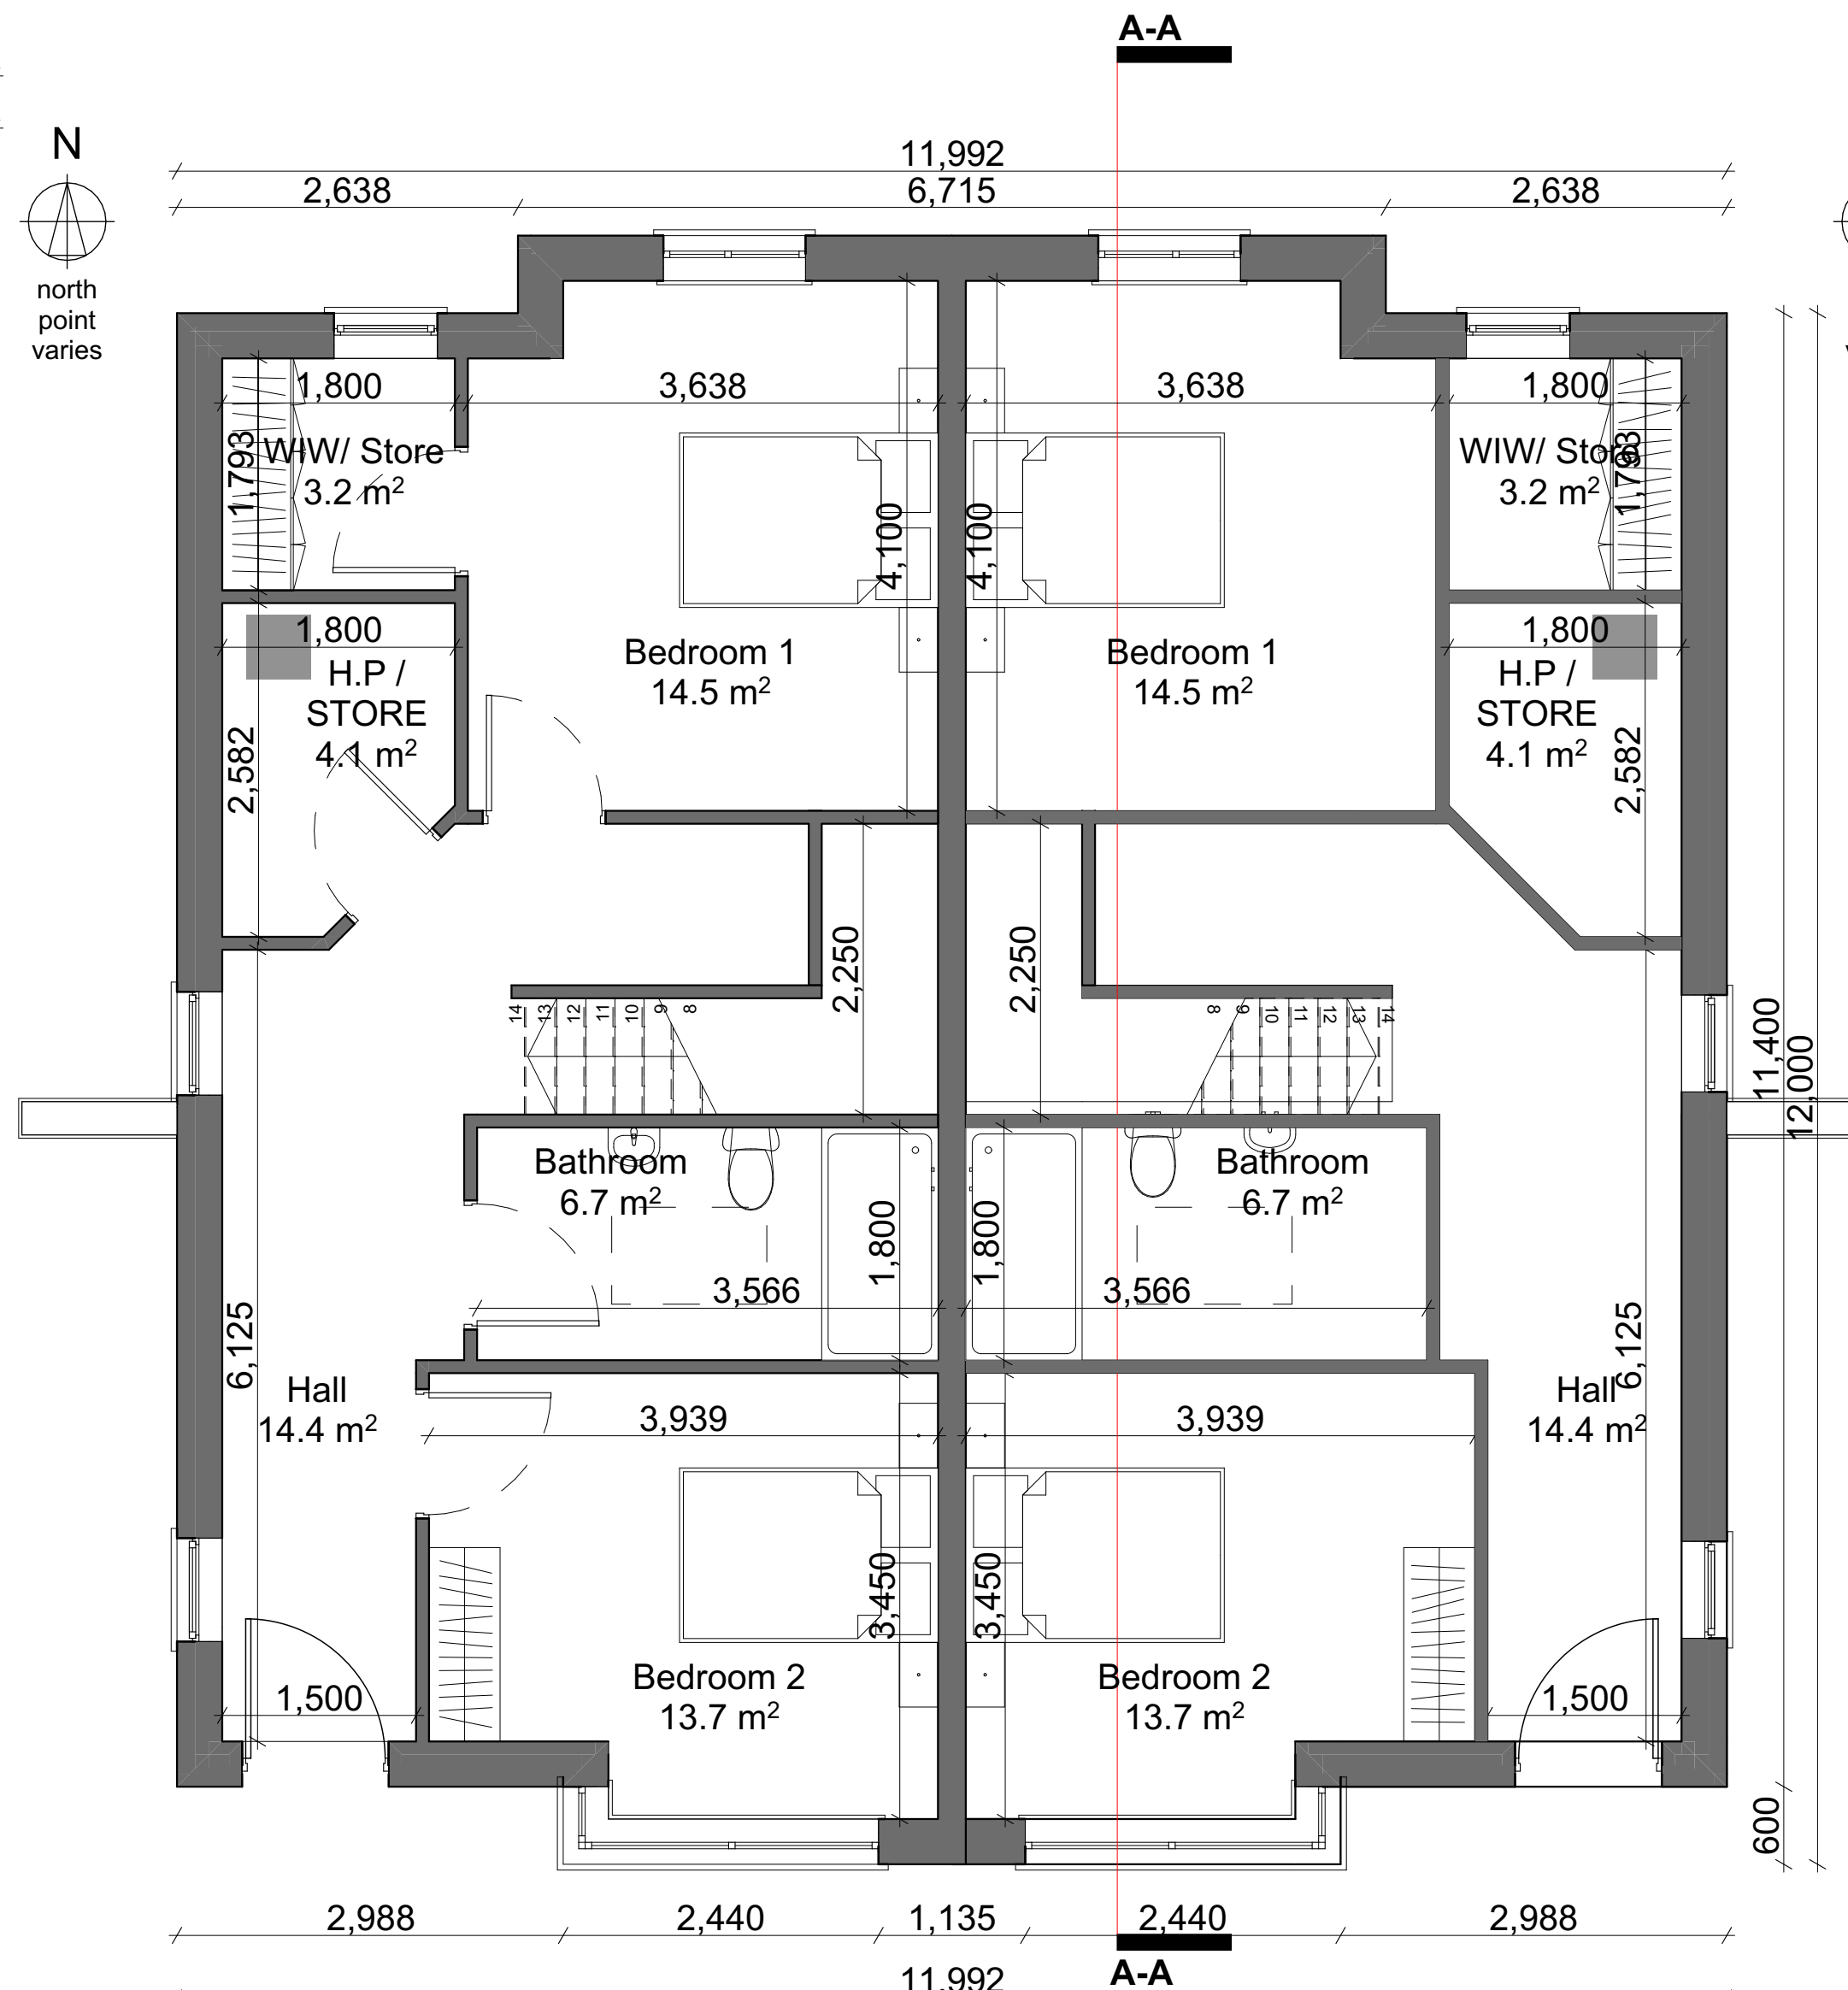 A-A
N
north
point
varies
11,992
2,638
6,715
2,638
1,800
3,638
3,638
1,800
WIW/ Store
3.2 m²
1,793
WIW/ Store
3.2 m²
1,793
4,100
4,100
1,800
1,800
H.P /
STORE
4.1 m²
H.P /
STORE
4.1 m²
Bedroom 1
14.5 m²
Bedroom 1
14.5 m²
2,582
2,582
2,250
2,250
14 13 12 11 10 9 8
8 9 10 11 12 13 14
11,400
12,000
Bathroom
6.7 m²
Bathroom
6.7 m²
1,800
1,800
3,566
3,566
6,125
6,125
Hall
14.4 m²
Hall
14.4 m²
3,939
3,939
3,450
3,450
Bedroom 2
13.7 m²
Bedroom 2
13.7 m²
1,500
1,500
600
2,988
2,440
1,135
2,440
2,988
11,992
A-A